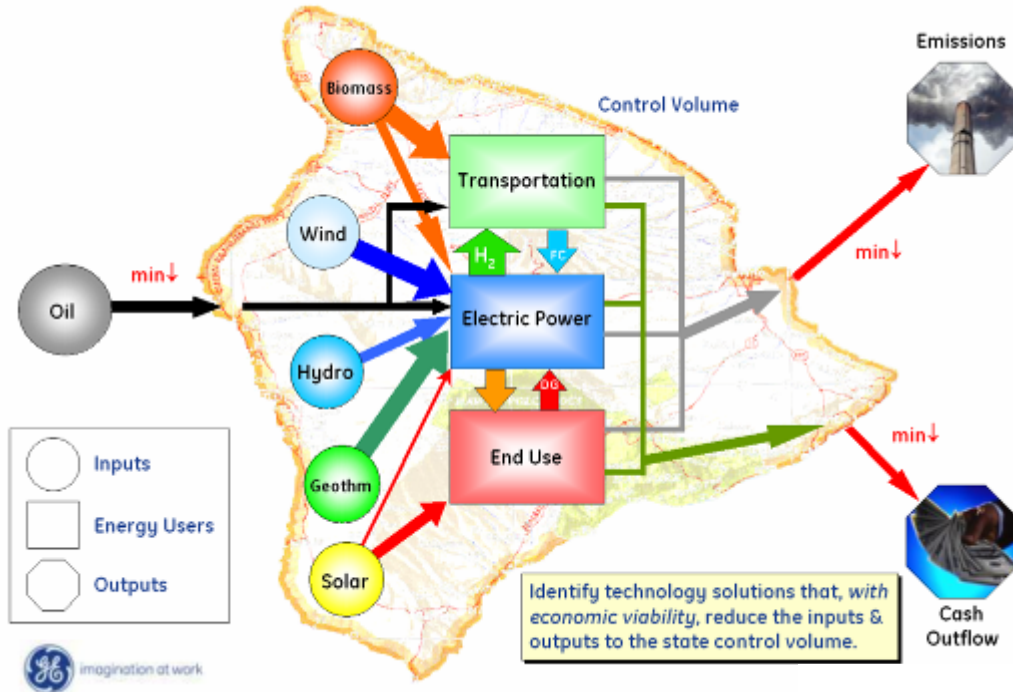 Emissions
Biomass
Control Volume
Transportation
Wind
min↓
H₂
FC
min↓
Oil
Electric Power
Hydro
DG
End Use
min↓
Inputs
Geothm
Energy Users
Solar
Outputs
Identify technology solutions that, with
economic viability, reduce the inputs &
outputs to the state control volume.
Cash
Outflow
GE
imagination at work